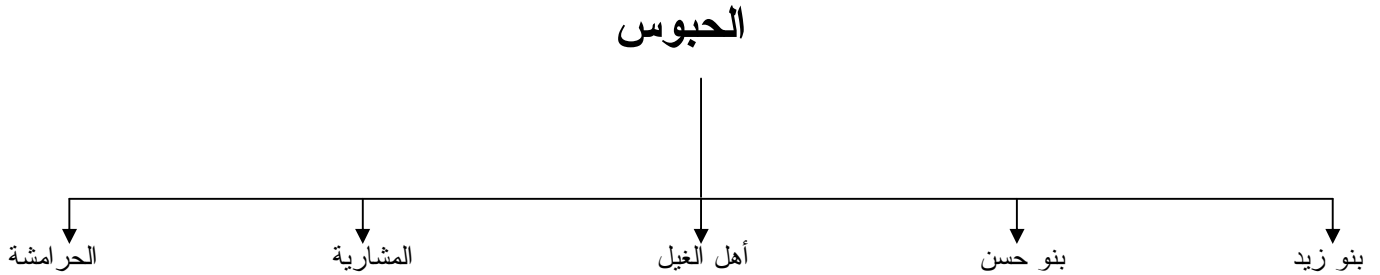 الحبوس
بنو زيد بنو حسن أهل الغيل المشارية الحرامشة